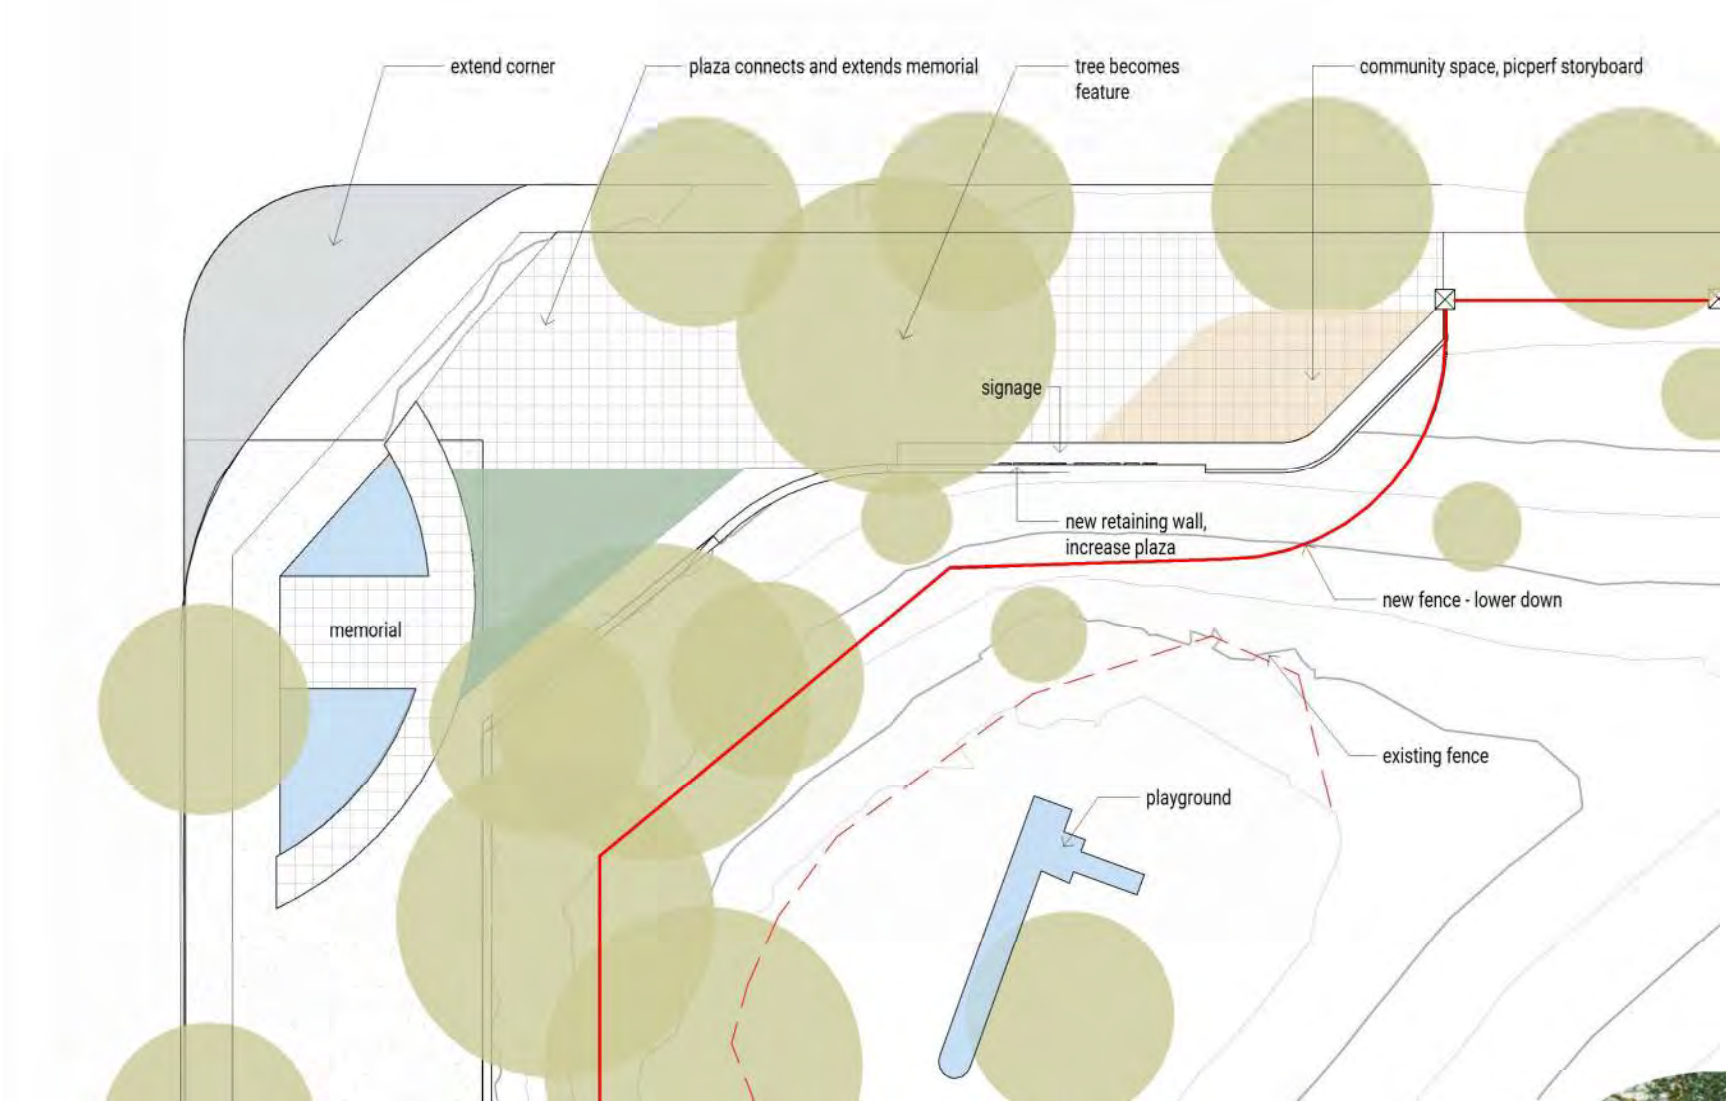 extend corner
plaza connects and extends memorial
tree becomes
feature
community space, picperf storyboard
signage
new retaining wall,
increase plaza
new fence - lower down
memorial
existing fence
playground